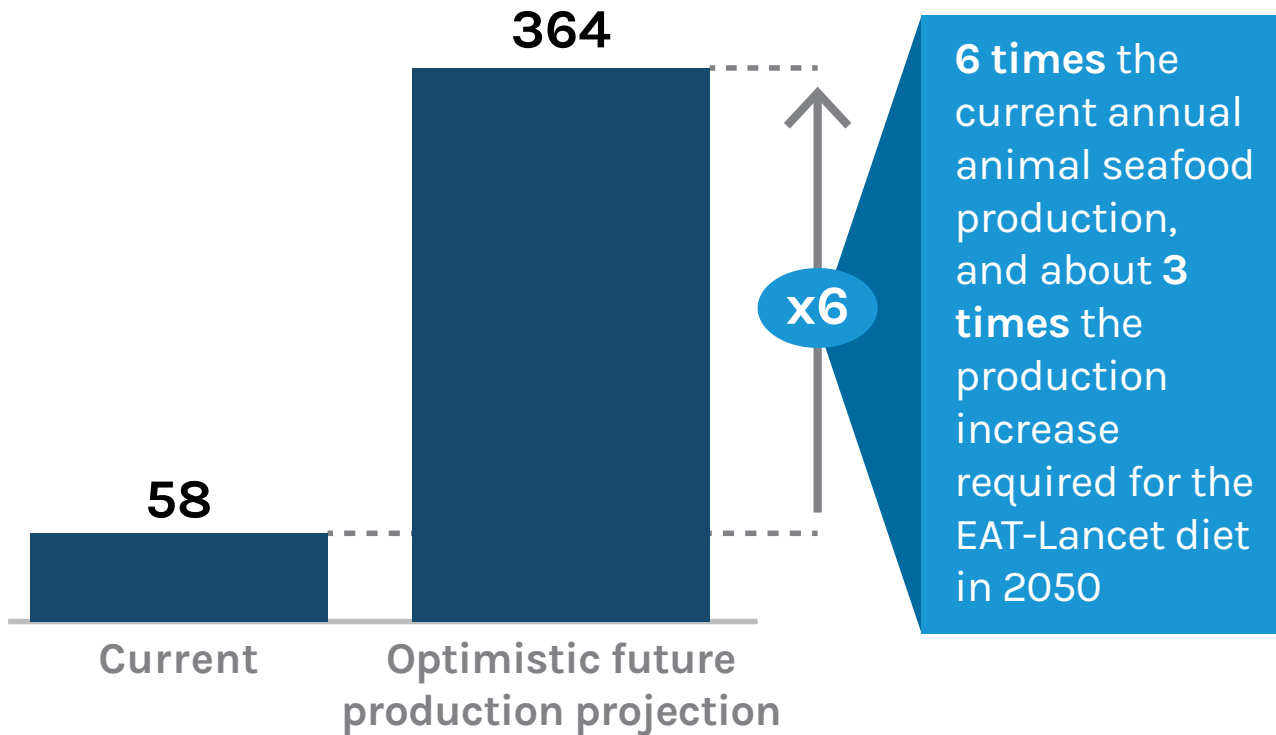 364
58
x6
Current
Optimistic future
production projection
6 times the
current annual
animal seafood
production,
and about 3
times the
production
increase
required for the
EAT-Lancet diet
in 2050